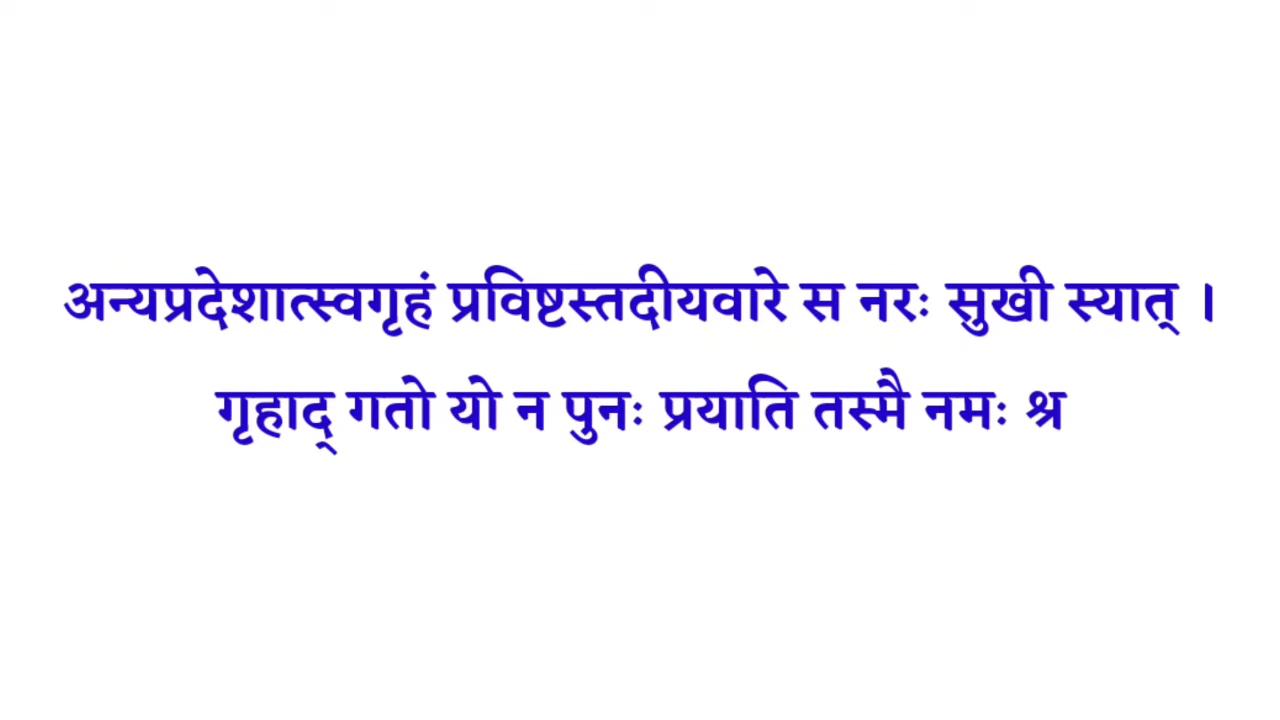 अन्यप्रदेशात्स्वगृहं प्रविष्टस्तदीयवारे स नरः सुखी स्यात् ।
गृहाद् गतो यो न पुनः प्रयाति तस्मै नमः श्र